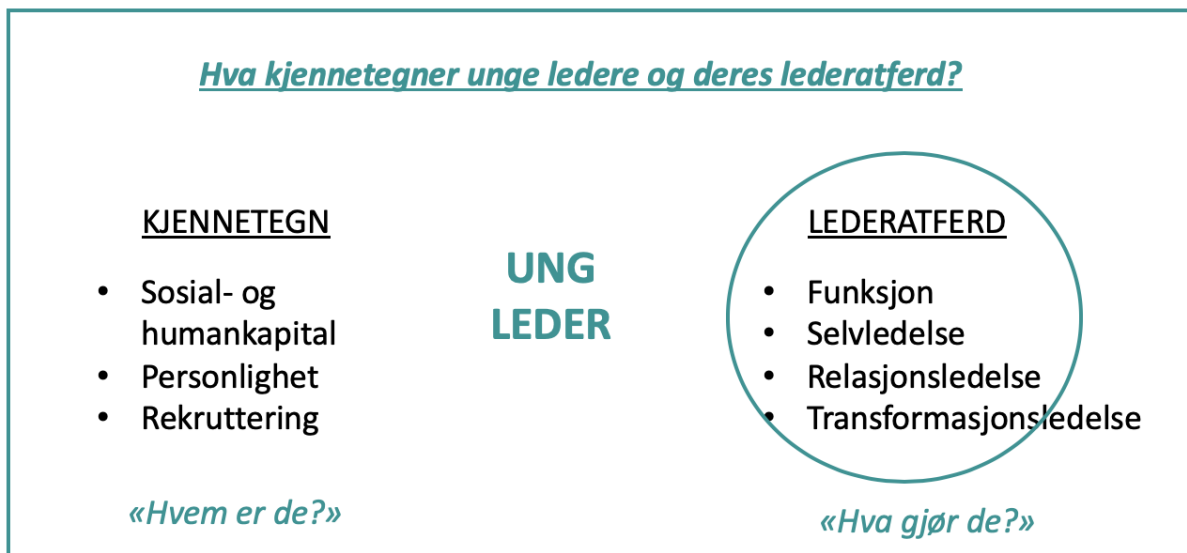 Hva kjennetegner unge ledere og deres lederatferd?
KJENNETEGN
• Sosial- og
humankapital
• Personlighet
• Rekruttering
«Hvem er de?»
UNG
LEDER
LEDERATFERD
• Funksjon
• Selvledelse
• Relasjonsledelse
• Transformasjonsledelse
«Hva gjør de?»